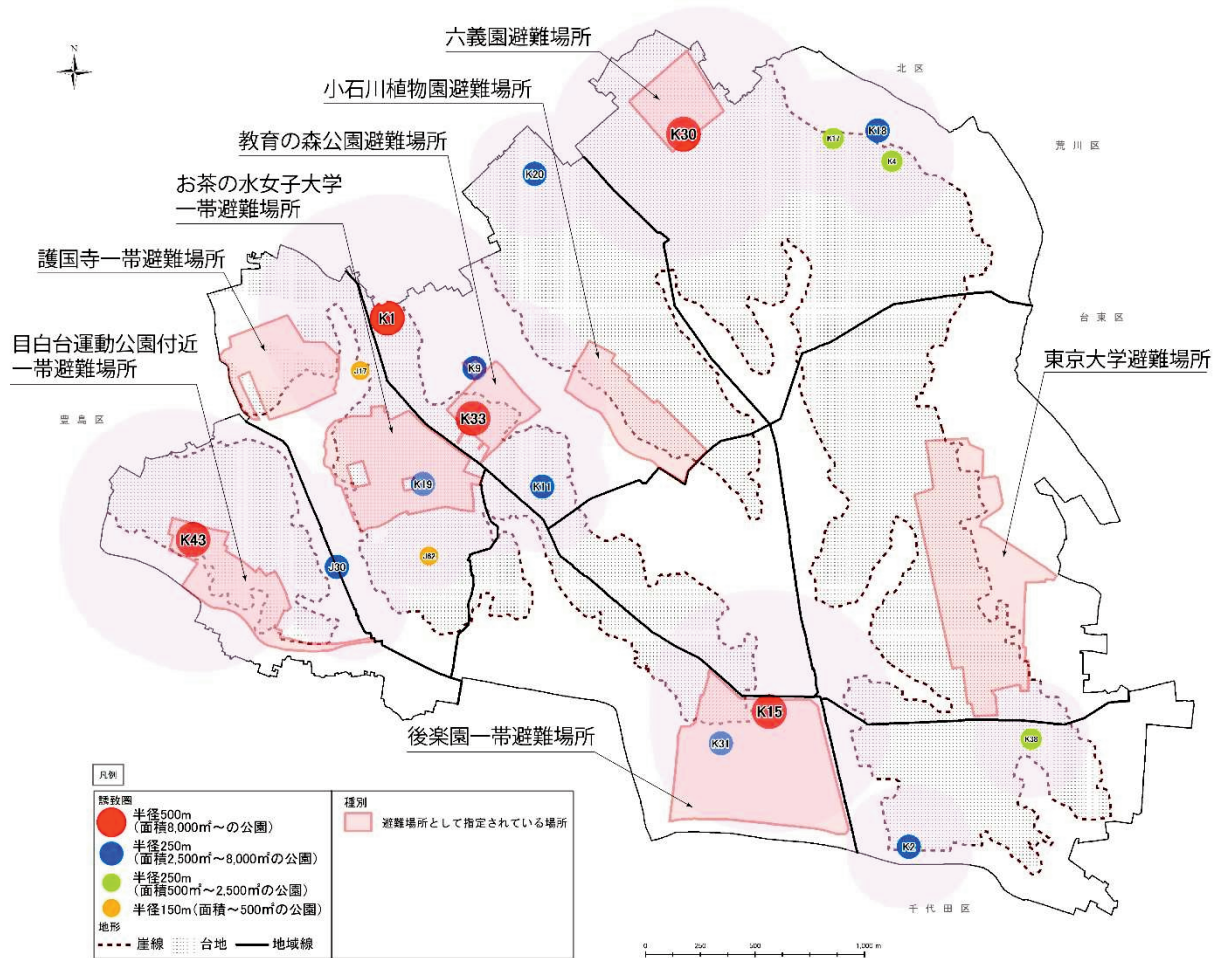 N
六義園避難場所
北区
小石川植物園避難場所
荒川区
教育の森公園避難場所
お茶の水女子大学
一帯避難場所
護国寺一帯避難場所
台東区
目白台運動公園付近
一帯避難場所
東京大学避難場所
豊島区
K30
K17
K18
K4
K20
K1
J17
K9
K33
K19
K11
K43
J30
J62
K15
K31
K38
K2
後楽園一帯避難場所
千代田区
凡例
誘致圏
半径500m
(面積8,000㎡~の公園)
半径250m
(面積2,500㎡~8,000㎡の公園)
半径250m
(面積500㎡~2,500㎡の公園)
半径150m(面積~500㎡の公園)
地形
崖線 台地 地域線
種別
避難場所として指定されている場所
0 250 500 1,000 m